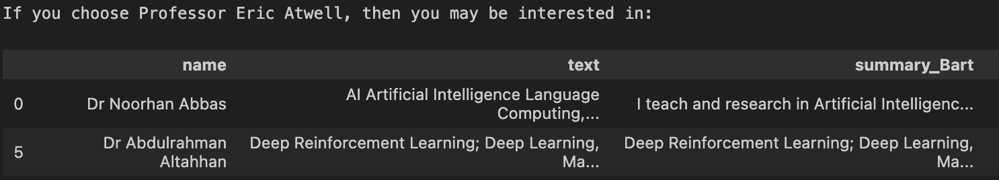 If you choose Professor Eric Atwell, then you may be interested in:
name text summary_Bart
0 Dr Noorhan Abbas AI Artificial Intelligence Language Computing,... I teach and research in Artificial Intelligenc...
5 Dr Abdulrahman Altahhan Deep Reinforcement Learning; Deep Learning, Ma... Deep Reinforcement Learning; Deep Learning, Ma...